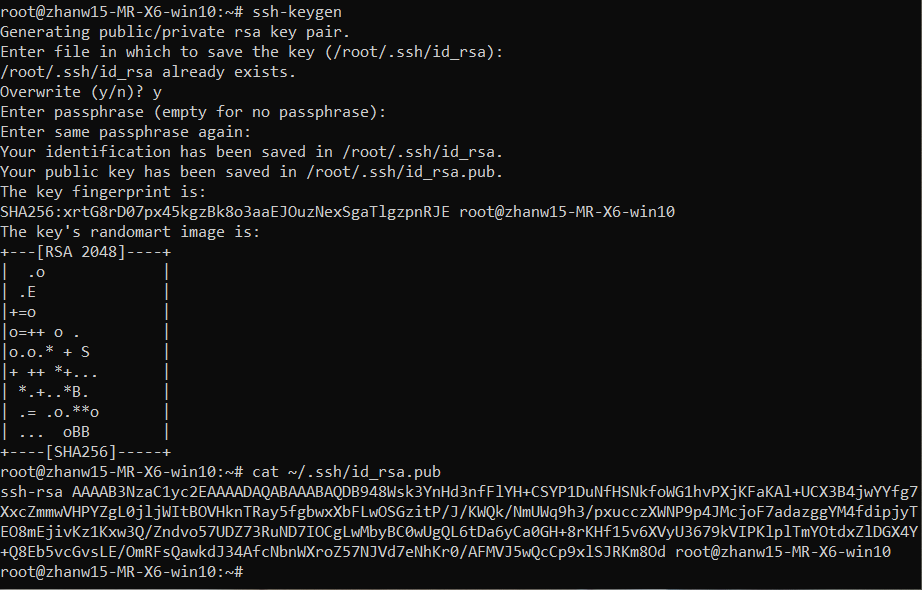 root@zhanw15-MR-X6-win10:~# ssh-keygen
Generating public/private rsa key pair.
Enter file in which to save the key (/root/.ssh/id_rsa):
/root/.ssh/id_rsa already exists.
Overwrite (y/n)? y
Enter passphrase (empty for no passphrase):
Enter same passphrase again:
Your identification has been saved in /root/.ssh/id_rsa.
Your public key has been saved in /root/.ssh/id_rsa.pub.
The key fingerprint is:
SHA256:xrtG8rD07px45kgzBk8o3aaEJOuzNexSgaTlgzpnRJE root@zhanw15-MR-X6-win10
The key's randomart image is:
+---[RSA 2048]----+
|  .o             |
| .E              |
|+=o              |
|o=++ o .         |
|o.o.* + S        |
|+ ++ *+...       |
| *.+..*B.        |
| .= .o.**o       |
| ...  oBB        |
+----[SHA256]-----+
root@zhanw15-MR-X6-win10:~# cat ~/.ssh/id_rsa.pub
ssh-rsa AAAAB3NzaC1yc2EAAAADAQABAAABAQDB948Wsk3YnHd3nfFlYH+CSYP1DuNfHSNkfoWG1hvPXjKFaKAl+UCX3B4jwYYfg7
XxcZmmwVHPYZgL0jljWItBOVHknTRay5fgbwxXbFLwOSGzitP/J/KWQk/NmUWq9h3/pxucczXWNP9p4JMcjoF7adazggYM4fdipjyT
EO8mEjivKz1Kxw3Q/Zndvo57UDZ73RuND7IOCgLwMbyBC0wUgQL6tDa6yCa0GH+8rKHf15v6XVyU3679kVIPKlplTmYOtdxZlDGX4Y
+Q8Eb5vcGvsLE/OmRFsQawkdJ34AfcNbnWXroZ57NJVd7eNhKr0/AFMVJ5wQcCp9xlSJRKm8Od root@zhanw15-MR-X6-win10
root@zhanw15-MR-X6-win10:~#